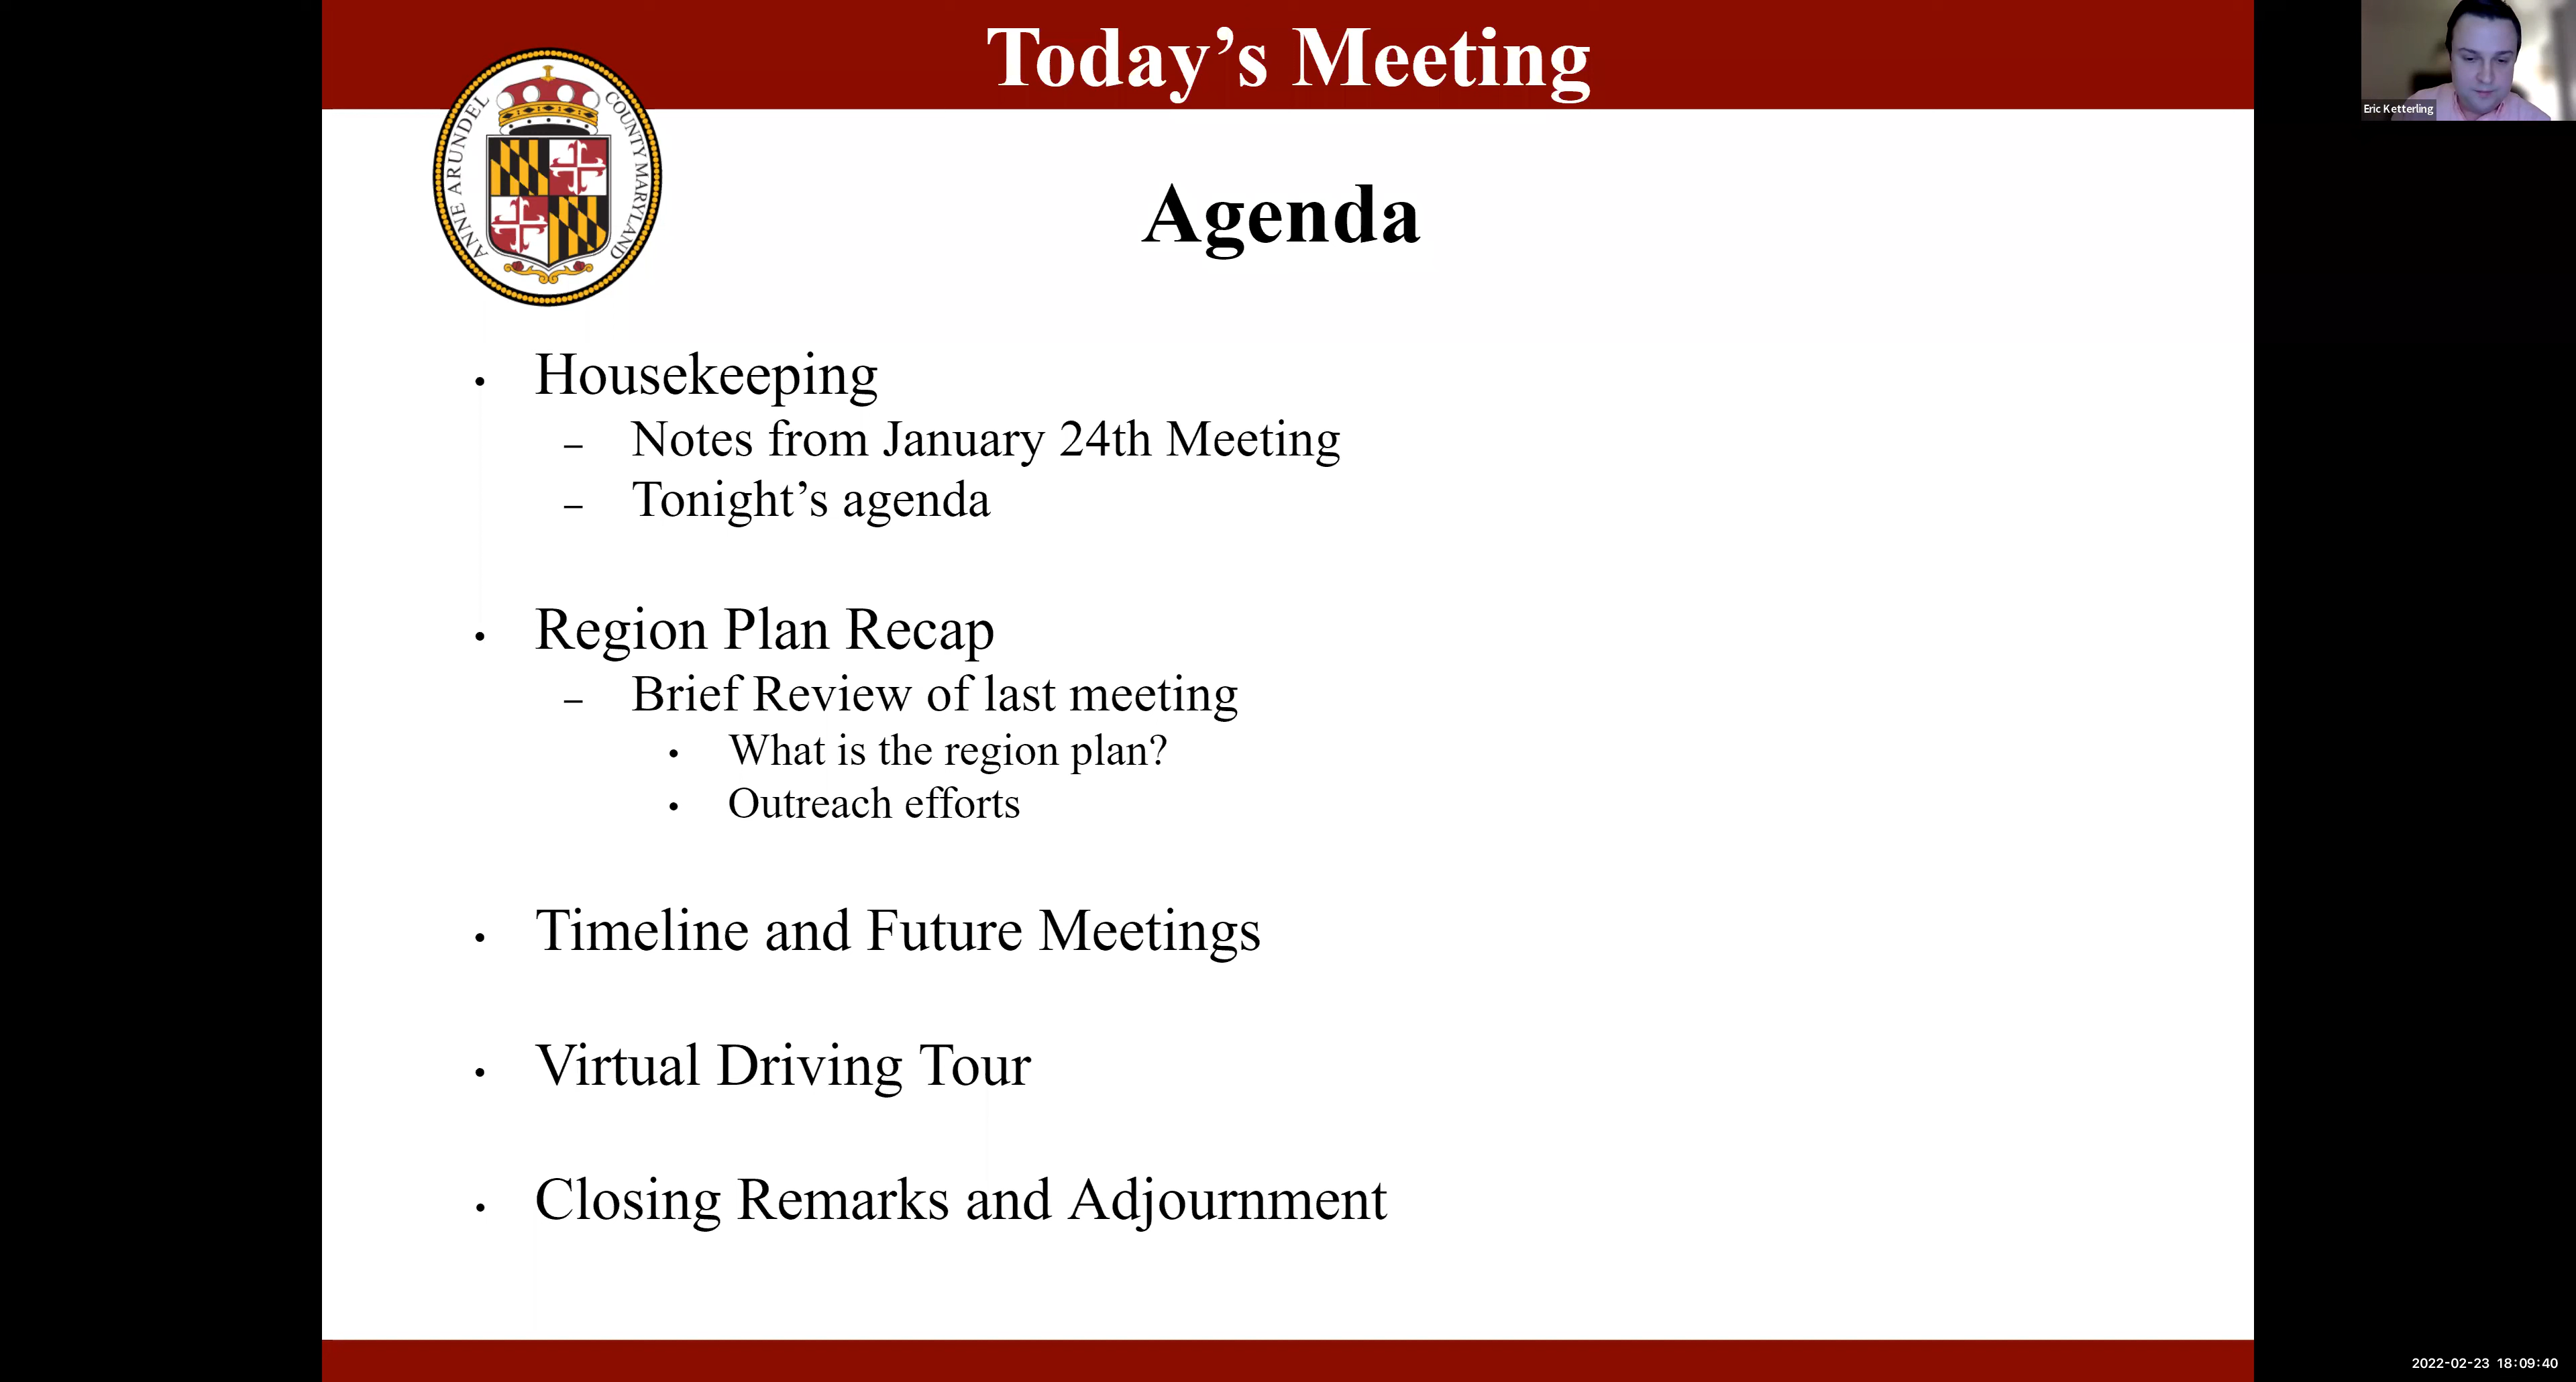 Today’s Meeting
Eric Ketterling
ANNE ARUNDEL COUNTY MARYLAND
Agenda
• Housekeeping
– Notes from January 24th Meeting
– Tonight’s agenda
• Region Plan Recap
– Brief Review of last meeting
• What is the region plan?
• Outreach efforts
• Timeline and Future Meetings
• Virtual Driving Tour
• Closing Remarks and Adjournment
2022-02-23 18:09:40